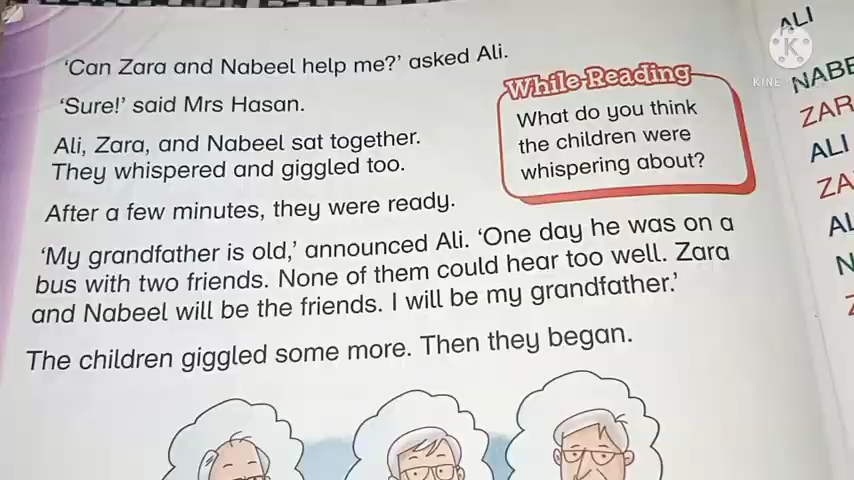 'Can Zara and Nabeel help me?' asked Ali.
'Sure!' said Mrs Hasan.
Ali, Zara, and Nabeel sat together.
They whispered and giggled too.
After a few minutes, they were ready.
'My grandfather is old,' announced Ali. 'One day he was on a
bus with two friends. None of them could hear too well. Zara
and Nabeel will be the friends. I will be my grandfather.'
The children giggled some more. Then they began.
While-Reading
What do you think
the children were
whispering about?
ALI
ALI
K
KINE